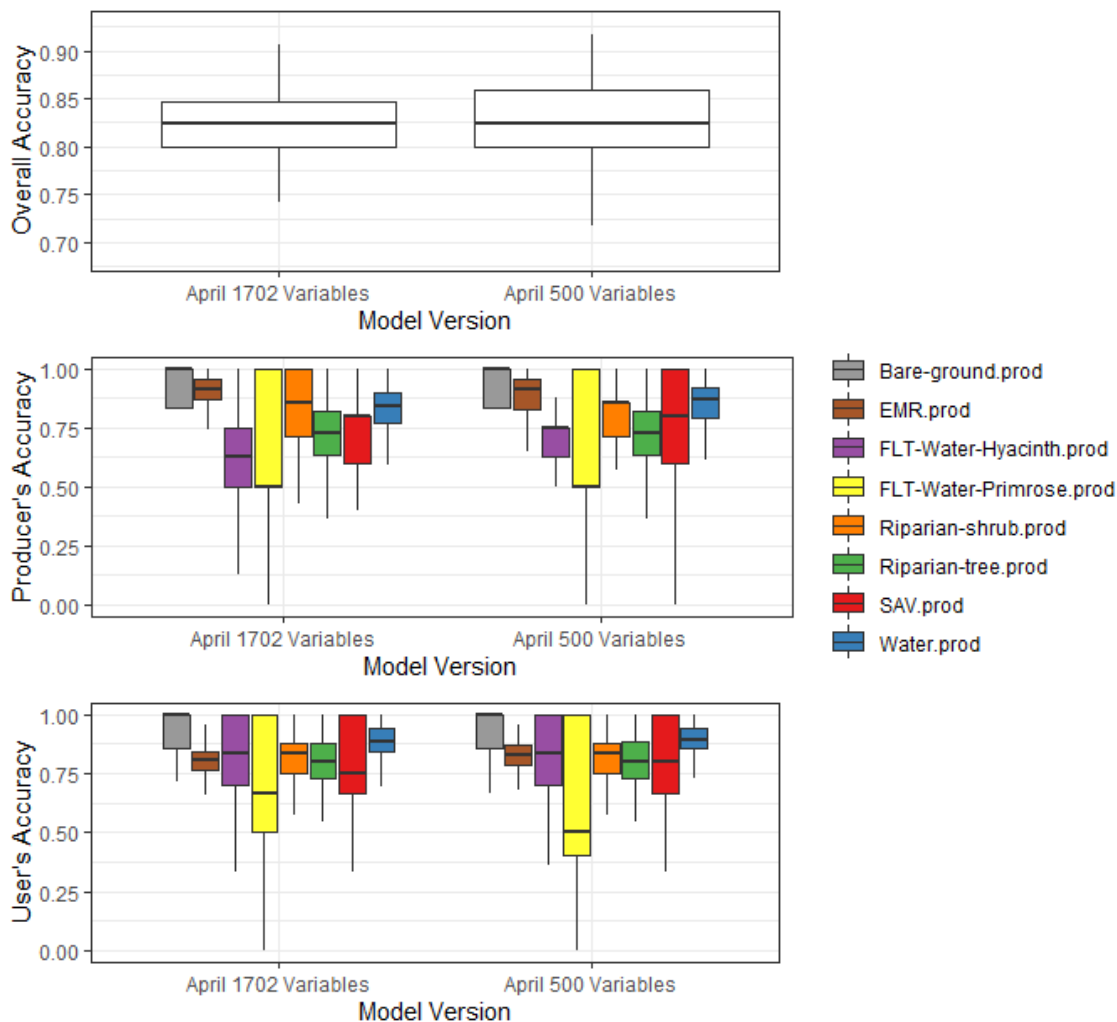 Overall Accuracy
0.90
0.85
0.80
0.75
0.70
April 1702 Variables
April 500 Variables
Model Version
Producer's Accuracy
1.00
0.75
0.50
0.25
0.00
April 1702 Variables
April 500 Variables
Model Version
Bare-ground.prod
EMR.prod
FLT-Water-Hyacinth.prod
FLT-Water-Primrose.prod
Riparian-shrub.prod
Riparian-tree.prod
SAV.prod
Water.prod
User's Accuracy
1.00
0.75
0.50
0.25
0.00
April 1702 Variables
April 500 Variables
Model Version